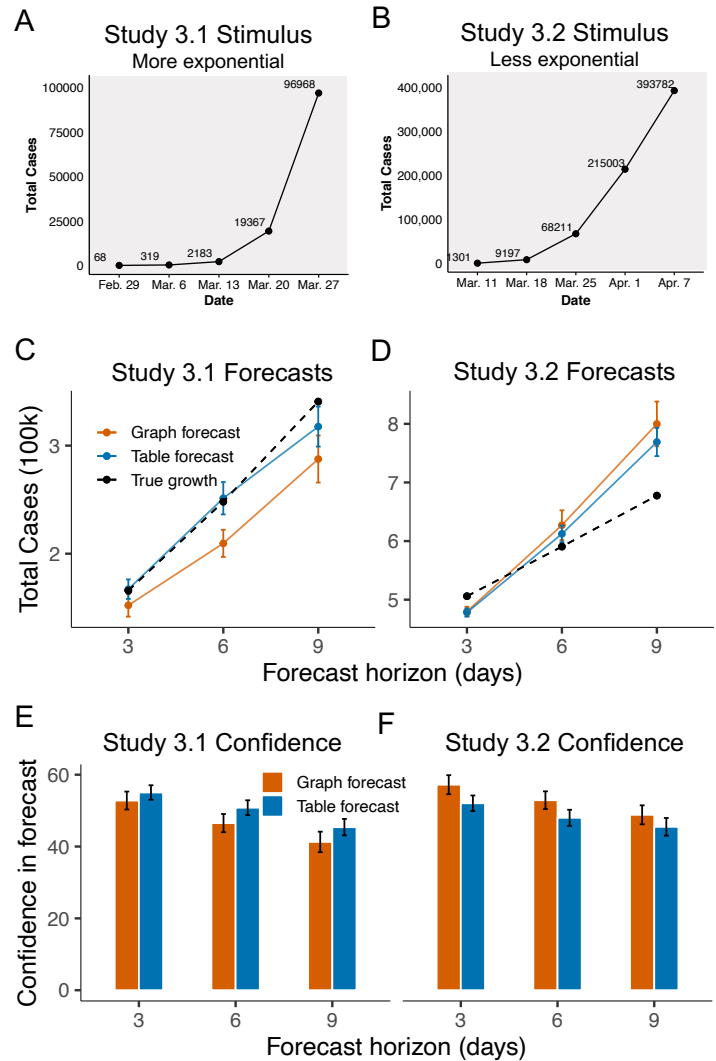 A
Study 3.1 Stimulus
More exponential
100000
75000
50000
25000
0
Total Cases
68
319
2183
19367
96968
Feb. 29 Mar. 6 Mar. 13 Mar. 20 Mar. 27
Date
B
Study 3.2 Stimulus
Less exponential
400,000
300,000
200,000
100,000
0
Total Cases
1301
9197
68211
215003
393782
Mar. 11 Mar. 18 Mar. 25 Apr. 1 Apr. 7
Date
C
Study 3.1 Forecasts
Total Cases (100k)
3
2
Graph forecast
Table forecast
True growth
3 6 9
D
Study 3.2 Forecasts
8
7
6
5
3 6 9
Forecast horizon (days)
E
Study 3.1 Confidence
Confidence in forecast
60
40
20
0
Graph forecast
Table forecast
3 6 9
F
Study 3.2 Confidence
3 6 9
Forecast horizon (days)